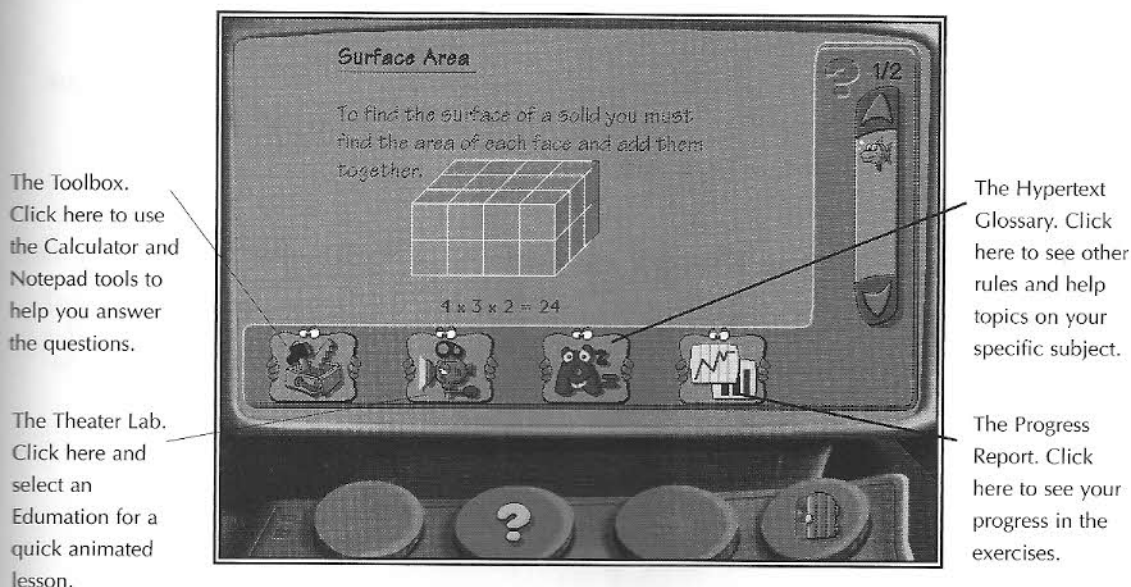 Surface Area
1/2
To find the surface of a solid you must
find the area of each face and add them
together.
4 x 3 x 2 = 24
The Toolbox.
Click here to use
the Calculator and
Notepad tools to
help you answer
the questions.
The Theater Lab.
Click here and
select an
Edumation for a
quick animated
lesson.
The Hypertext
Glossary. Click
here to see other
rules and help
topics on your
specific subject.
The Progress
Report. Click
here to see your
progress in the
exercises.